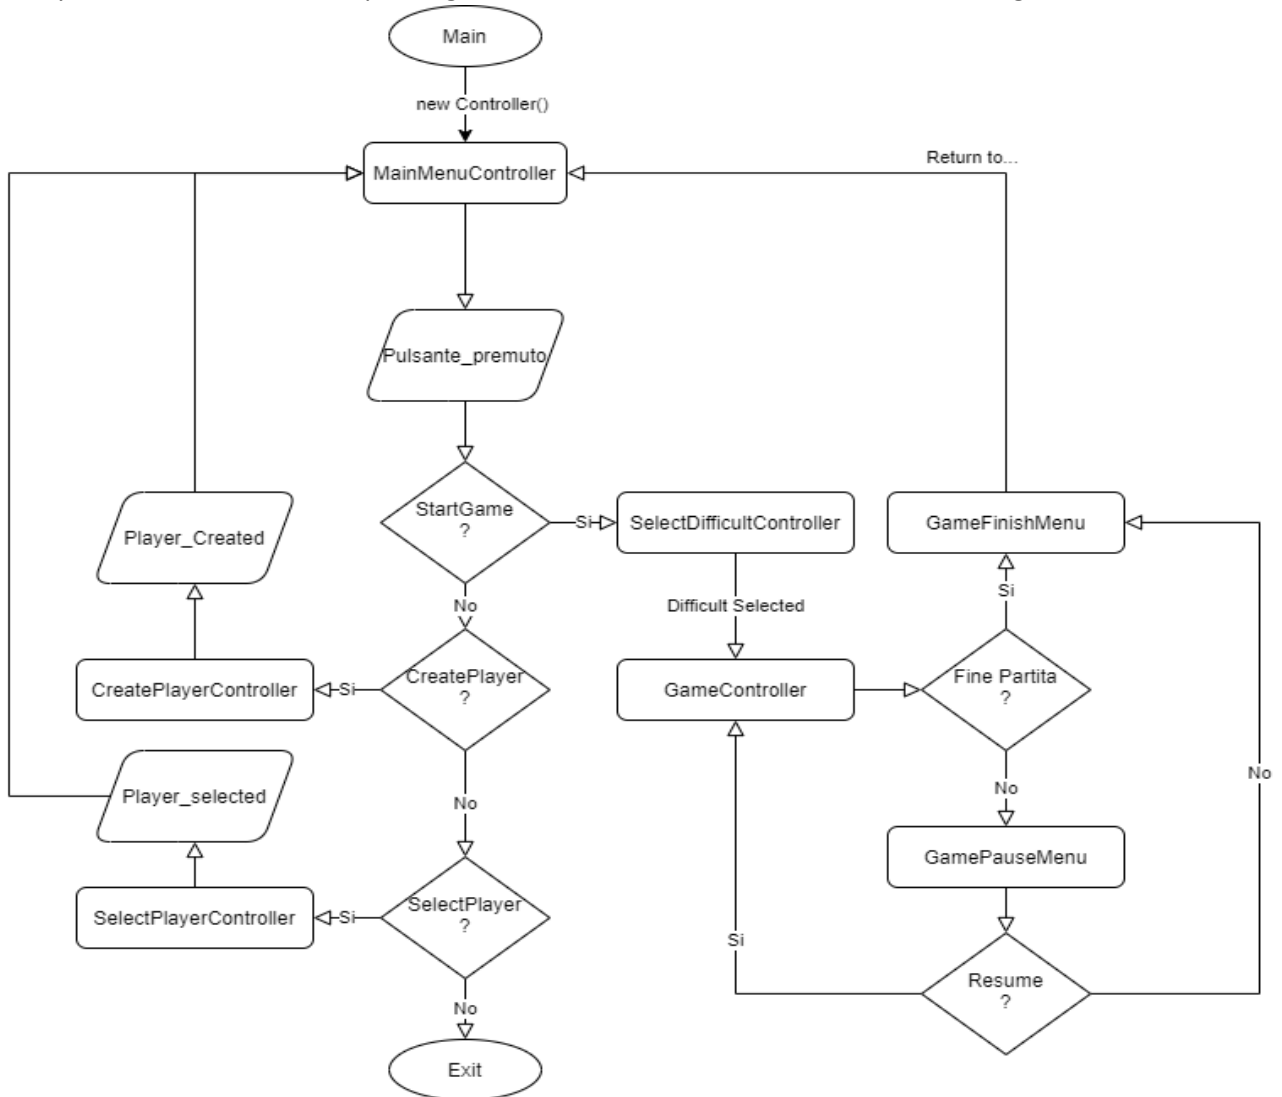 Main
new Controller()
Return to...
MainMenuController
Pulsante_premuto
StartGame
?
Si
SelectDifficultController
GameFinishMenu
Player_Created
Si
No
Difficult Selected
CreatePlayerController
Si
CreatePlayer
?
GameController
Fine Partita
?
No
No
No
Player_selected
GamePauseMenu
SelectPlayerController
Si
SelectPlayer
?
Si
Resume
?
No
Exit